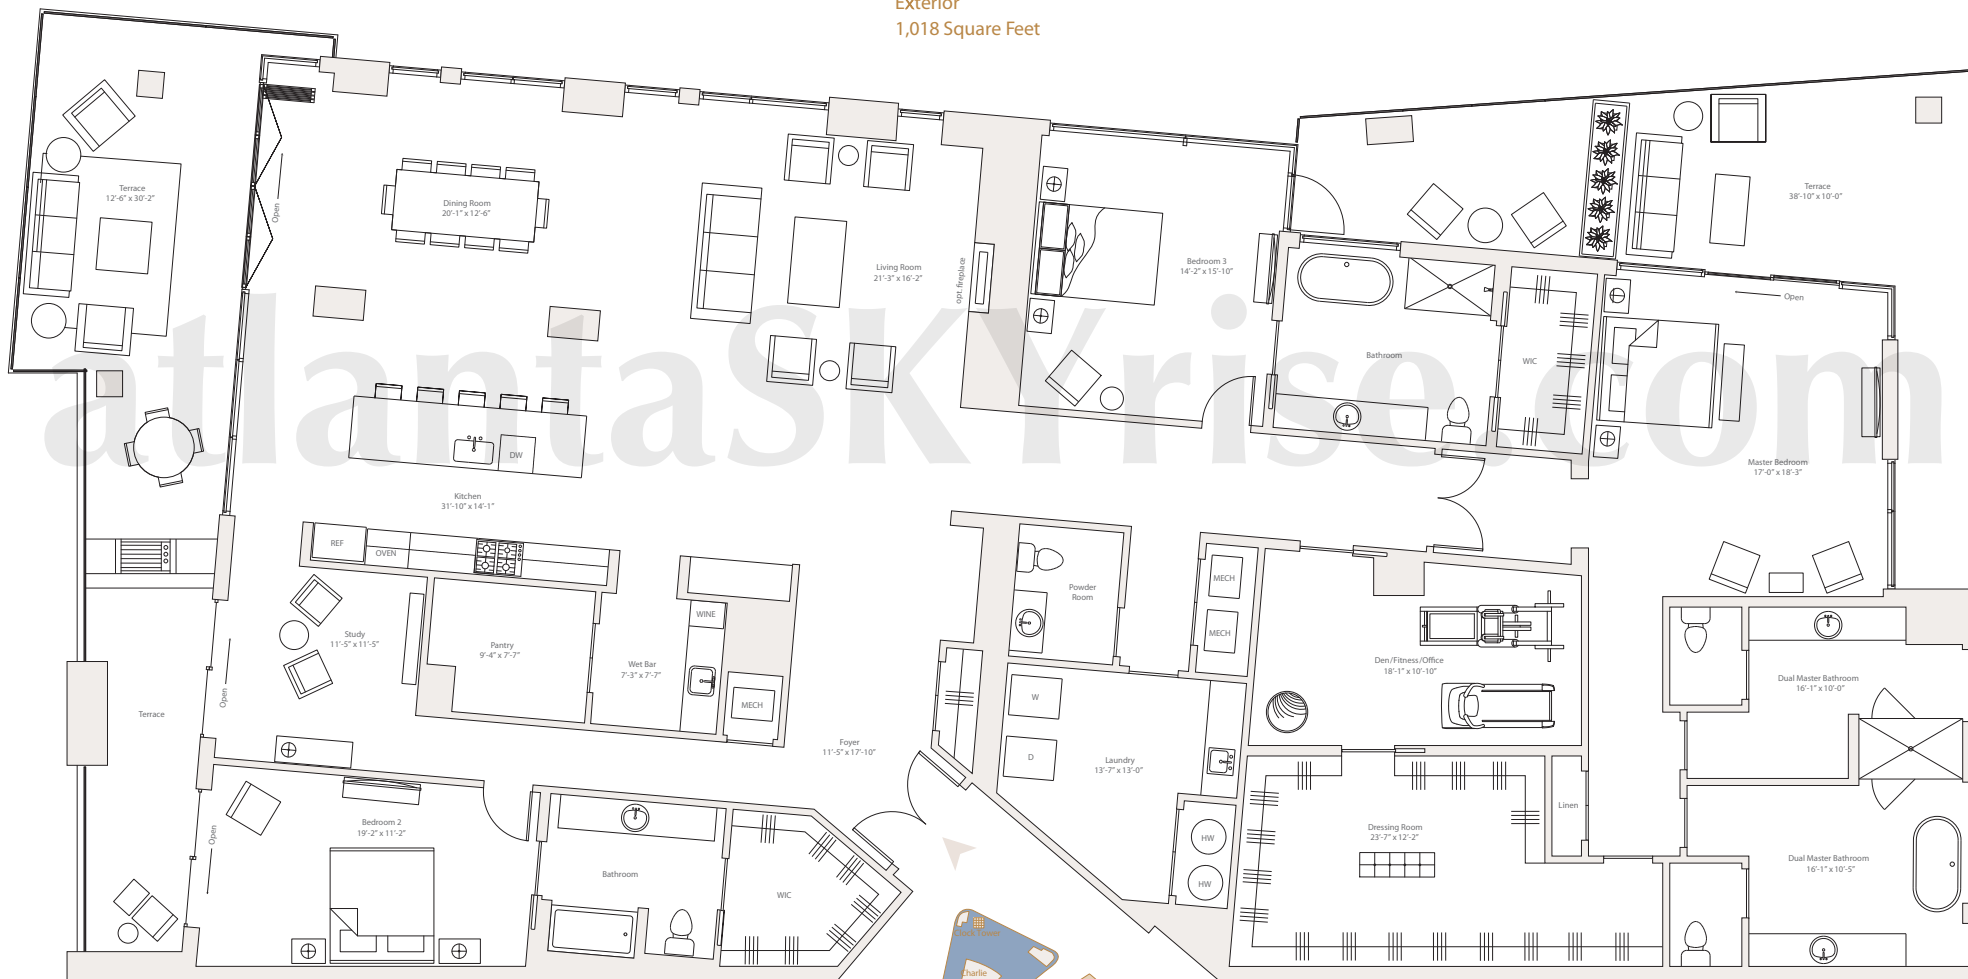 Exterior
1,018 Square Feet
Terrace
12'-6" x 30'-2"
Open
Dining Room
20'-1" x 12'-6"
Living Room
21'-3" x 16'-2"
opt. fireplace
Bedroom 3
14'-2" x 15'-10"
Terrace
38'-10" x 10'-0"
Open
Bathroom
WIC
atlantaSKYrise.com
Master Bedroom
17'-0" x 18'-3"
DW
Kitchen
31'-10" x 14'-1"
REF
OVEN
Study
11'-5" x 11'-5"
Open
Pantry
9'-4" x 7'-7"
Wet Bar
7'-3" x 7'-7"
WINE
MECH
Powder
Room
MECH
MECH
Den/Fitness/Office
18'-1" x 10'-10"
Dual Master Bathroom
16'-1" x 10'-0"
Terrace
Foyer
11'-5" x 17'-10"
W
D
Laundry
13'-7" x 13'-0"
HW
HW
Linen
Dressing Room
23'-7" x 12'-2"
Dual Master Bathroom
16'-1" x 10'-5"
Open
Bedroom 2
19'-2" x 11'-2"
Bathroom
WIC
Clock Tower
Charlie